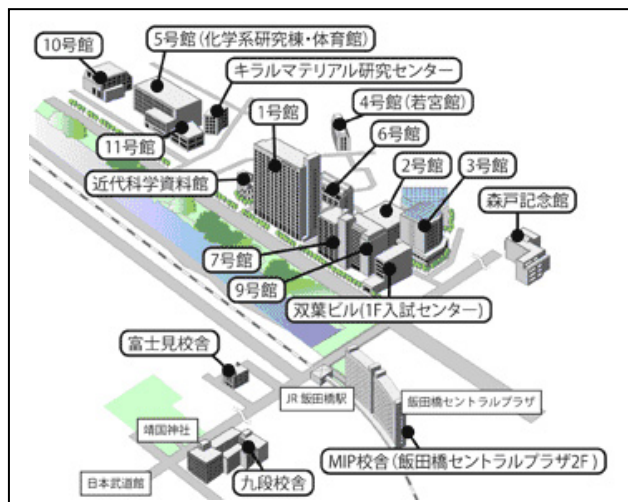 5号館(化学系研究棟・体育館)
10号館
キラルマテリアル研究センター
4号館(若宮館)
1号館
6号館
11号館
2号館
3号館
近代科学資料館
森戸記念館
7号館
9号館
双葉ビル(1F入試センター)
富士見校舎
JR 飯田橋駅
飯田橋セントラルプラザ
靖国神社
MIP校舎(飯田橋セントラルプラザ2F)
日本武道館
九段校舎